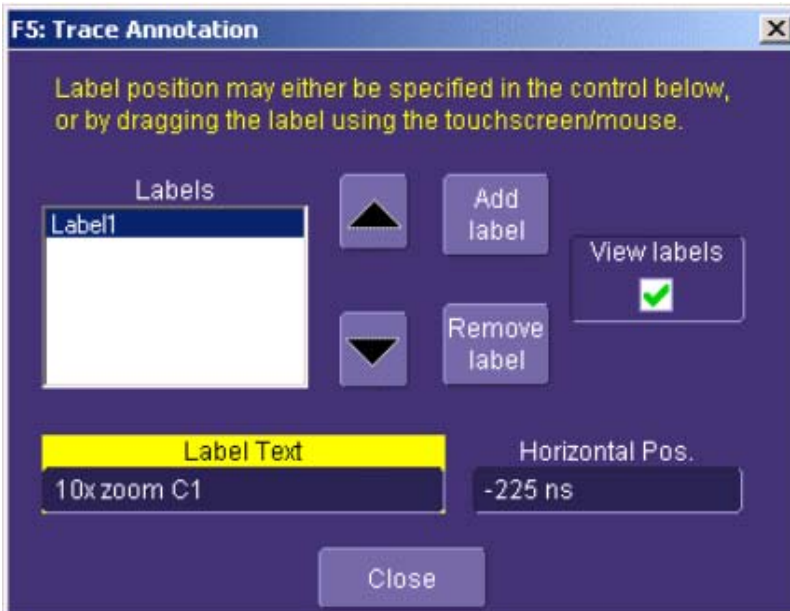 F5: Trace Annotation
Label position may either be specified in the control below,
or by dragging the label using the touchscreen/mouse.
Labels
Label1
Add
label
View labels
Remove
label
Label Text
10x zoom C1
Horizontal Pos.
-225 ns
Close